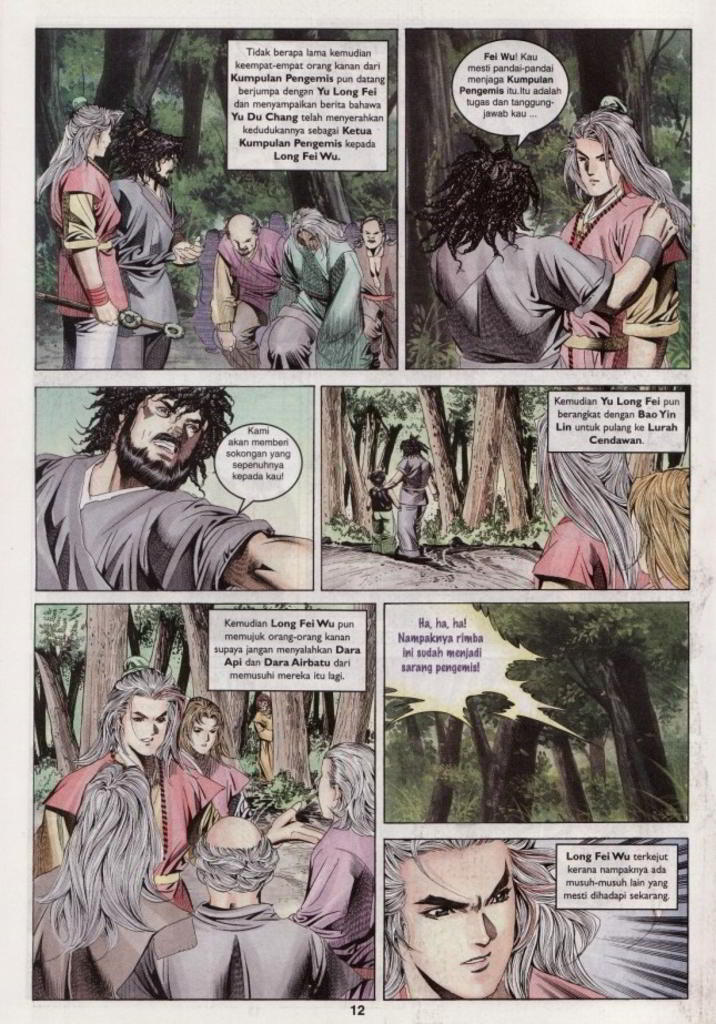 Tidak berapa lama kemudian
keempat-empat orang kanan dari
Kumpulan Pengemis pun datang
berjumpa dengan Yu Long Fei
dan menyampaikan berita bahawa
Yu Du Chang telah menyerahkan
kedudukannya sebagai Ketua
Kumpulan Pengemis kepada
Long Fei Wu.
Fei Wu! Kau
mesti pandai-pandai
menjaga Kumpulan
Pengemis itu.Itu adalah
tugas dan tanggung-
jawab kau ...
Kami
akan memberi
sokongan yang
sepenuhnya
kepada kau!
Kemudian Yu Long Fei pun
berangkat dengan Bao Yin
Lin untuk pulang ke Lurah
Cendawan.
Kemudian Long Fei Wu pun
memujuk orang-orang kanan
supaya jangan menyalahkan Dara
Api dan Dara Airbatu dari
memusuhi mereka itu lagi.
Ha, ha, ha!
Nampaknya rimba
ini sudah menjadi
sarang pengemis!
Long Fei Wu terkejut
kerana nampaknya ada
musuh-musuh lain yang
mesti dihadapi sekarang.
12